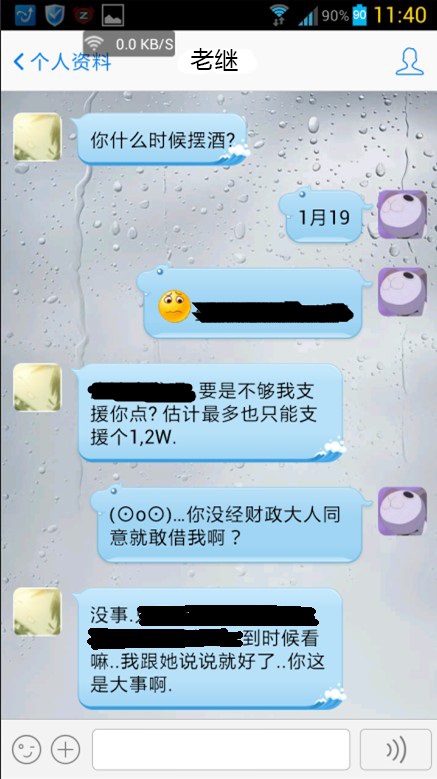 0.0 KB/S
90%
90
11:40
个人资料
老继
你什么时候摆酒?
1月19
要是不够我支
援你点? 估计最多也只能支
援个1,2W.
(⊙o⊙)...你没经财政大人同
意就敢借我啊？
没事.
到时候看
嘛..我跟她说说就好了..你这
是大事啊.